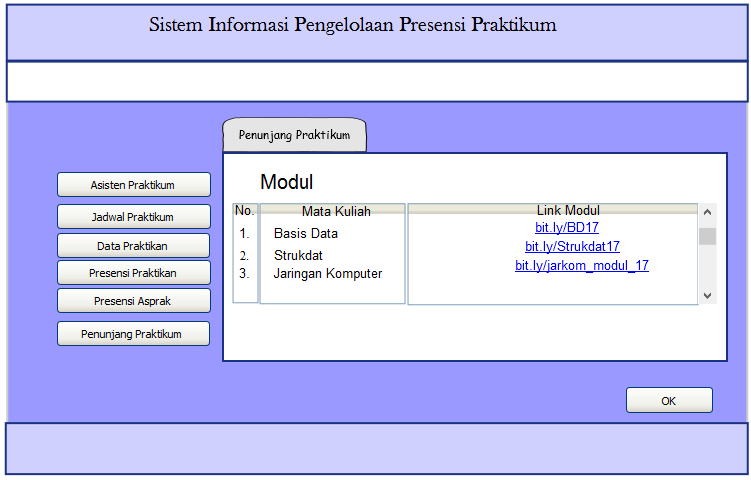 Sistem Informasi Pengelolaan Presensi Praktikum
Penunjang Praktikum
Asisten Praktikum
Jadwal Praktikum
Data Praktikan
Presensi Praktikan
Presensi Asprak
Penunjang Praktikum
Modul
No. Mata Kuliah Link Modul
1. Basis Data bit.ly/BD17
2. Strukdat bit.ly/Strukdat17
3. Jaringan Komputer bit.ly/jarkom_modul_17
OK